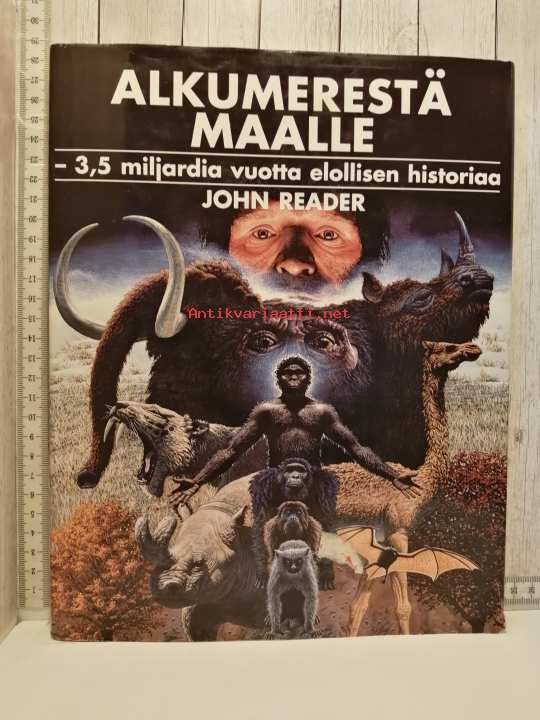 ALKUMERESTÄ
MAALLE
– 3,5 miljardia vuotta elollisen historiaa
JOHN READER
Antikvariaatti.net